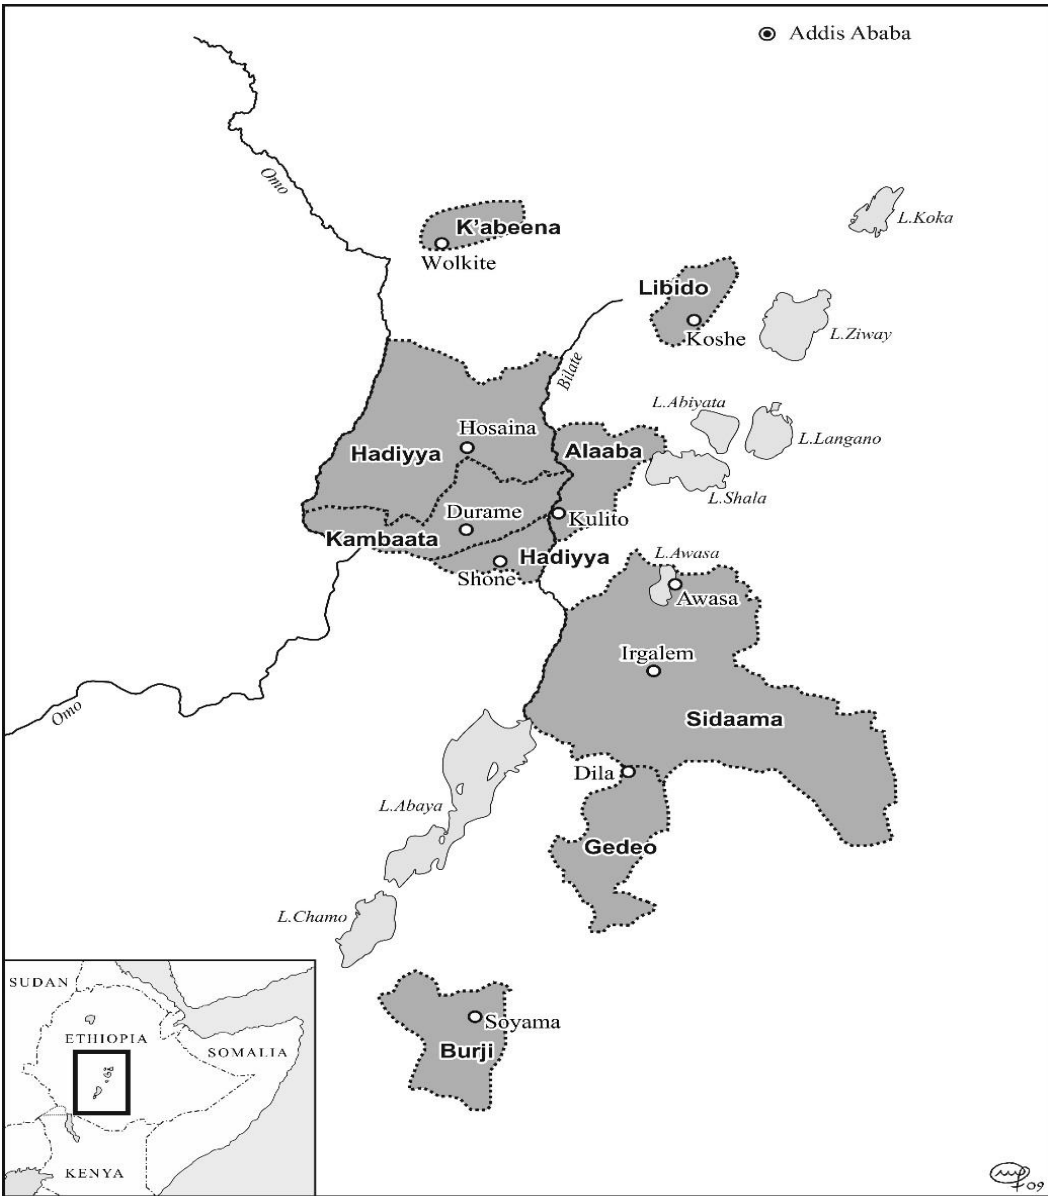 Addis Ababa
Omo
L.Koka
K'abeena
Wolkite
Libido
Koshe
L.Ziway
Bilate
L.Abiyata
L.Langano
Hosaina
Hadiyya
Alaaba
L.Shala
Durame
Kulito
Kambaata
Hadiyya
Shone
L.Awasa
Awasa
Irgalem
Omo
Sidaama
Dila
L.Abaya
Gedeo
L.Chamo
SUDAN
ETHIOPIA
SOMALIA
KENYA
Soyama
Burji
09